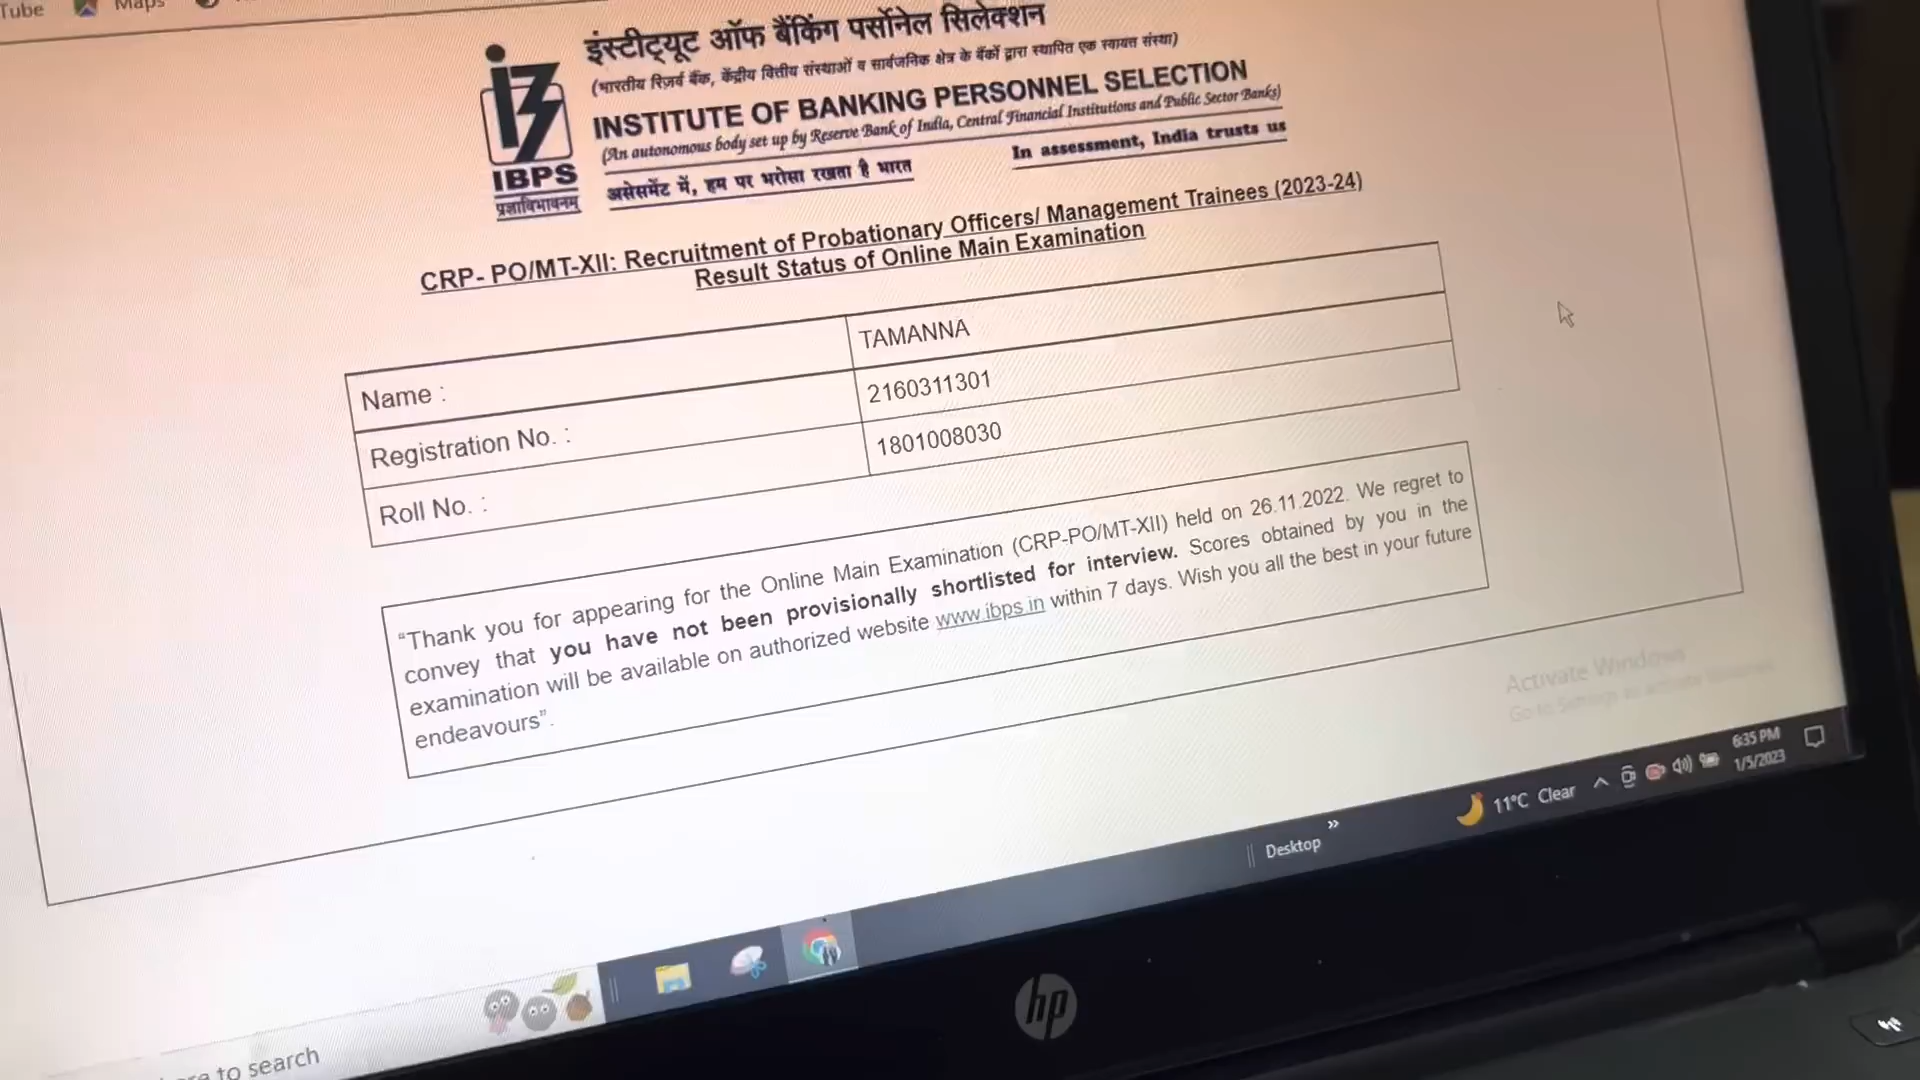 Tube
Maps
इंस्टीट्यूट ऑफ बैंकिंग पर्सोनेल सिलेक्शन
(भारतीय रिज़र्व बैंक, केंद्रीय वित्तीय संस्थाओं व सार्वजनिक क्षेत्र के बैंकों द्वारा स्थापित एक स्वायत्त संस्था)
INSTITUTE OF BANKING PERSONNEL SELECTION
(An autonomous body set up by Reserve Bank of India, Central Financial Institutions and Public Sector Banks)
असेसमेंट में, हम पर भरोसा रखता है भारत
In assessment, India trusts us
IBPS
प्रज्ञाविभावनम्
CRP- PO/MT-XII: Recruitment of Probationary Officers/ Management Trainees (2023-24)
Result Status of Online Main Examination
Name : TAMANNA
Registration No. : 2160311301
Roll No. : 1801008030
“Thank you for appearing for the Online Main Examination (CRP-PO/MT-XII) held on 26.11.2022. We regret to
convey that you have not been provisionally shortlisted for interview. Scores obtained by you in the
examination will be available on authorized website www.ibps.in within 7 days. Wish you all the best in your future
endeavours”.
Activate Windows
Go to Settings to activate Windows.
Desktop
11°C Clear
6:35 PM
1/5/2023
to search
hp